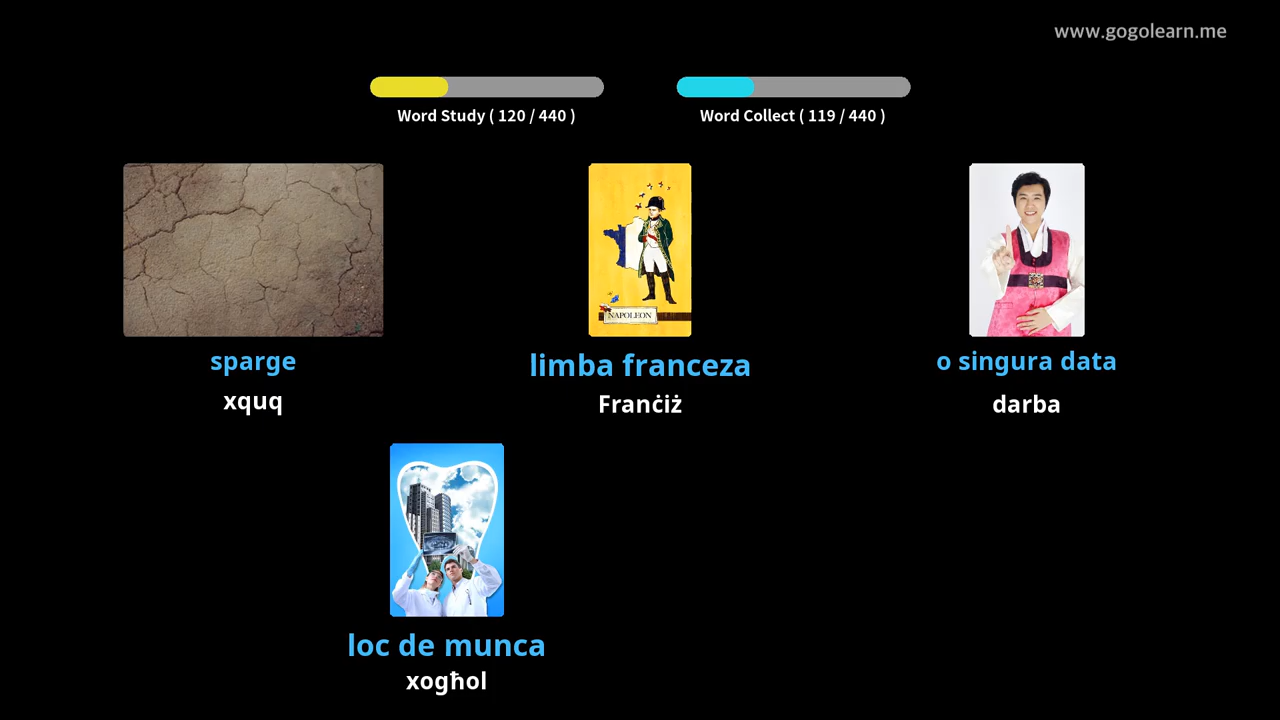 www.gogolearn.me
Word Study ( 120 / 440 )
Word Collect ( 119 / 440 )
NAPOLEON
sparge
limba franceza
o singura data
xquq
Franċiż
darba
loc de munca
xogħol